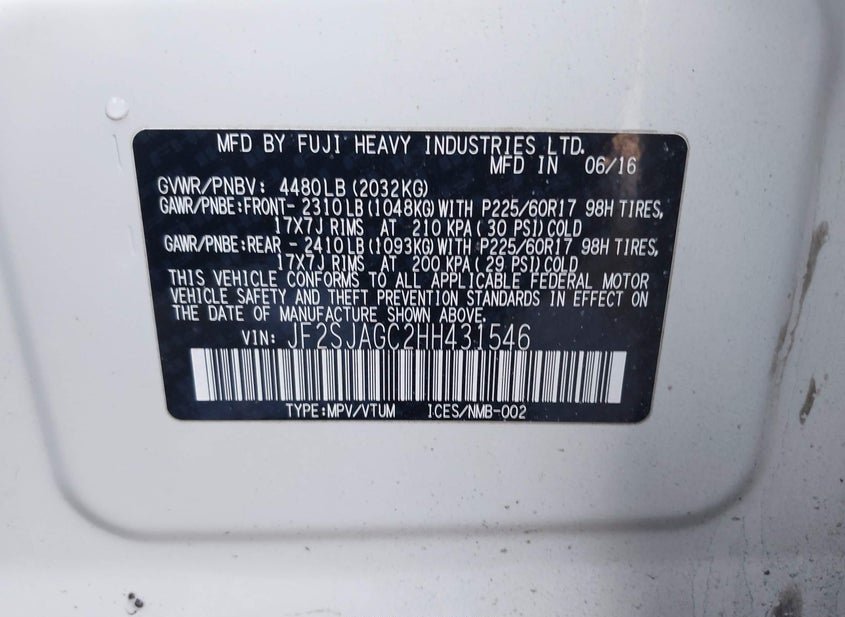 MFD BY FUJI HEAVY INDUSTRIES LTD.
MFD IN 06/16
GVWR/PNBV: 4480LB(2032KG)
GAWR/PNBE:FRONT- 2310LB(1048KG)WITH P225/60R17 98H TIRES,
17X7J RIMS AT 210 KPA(30 PSI)COLD
GAWR/PNBE:REAR - 2410LB(1093KG)WITH P225/60R17 98H TIRES,
17X7J RIMS AT 200 KPA(29 PSI)COLD
THIS VEHICLE CONFORMS TO ALL APPLICABLE FEDERAL MOTOR
VEHICLE SAFETY AND THEFT PREVENTION STANDARDS IN EFFECT ON
THE DATE OF MANUFACTURE SHOWN ABOVE.
VIN: JF2SJAGC2HH431546
TYPE:MPV/VTUM ICES/NMB-002